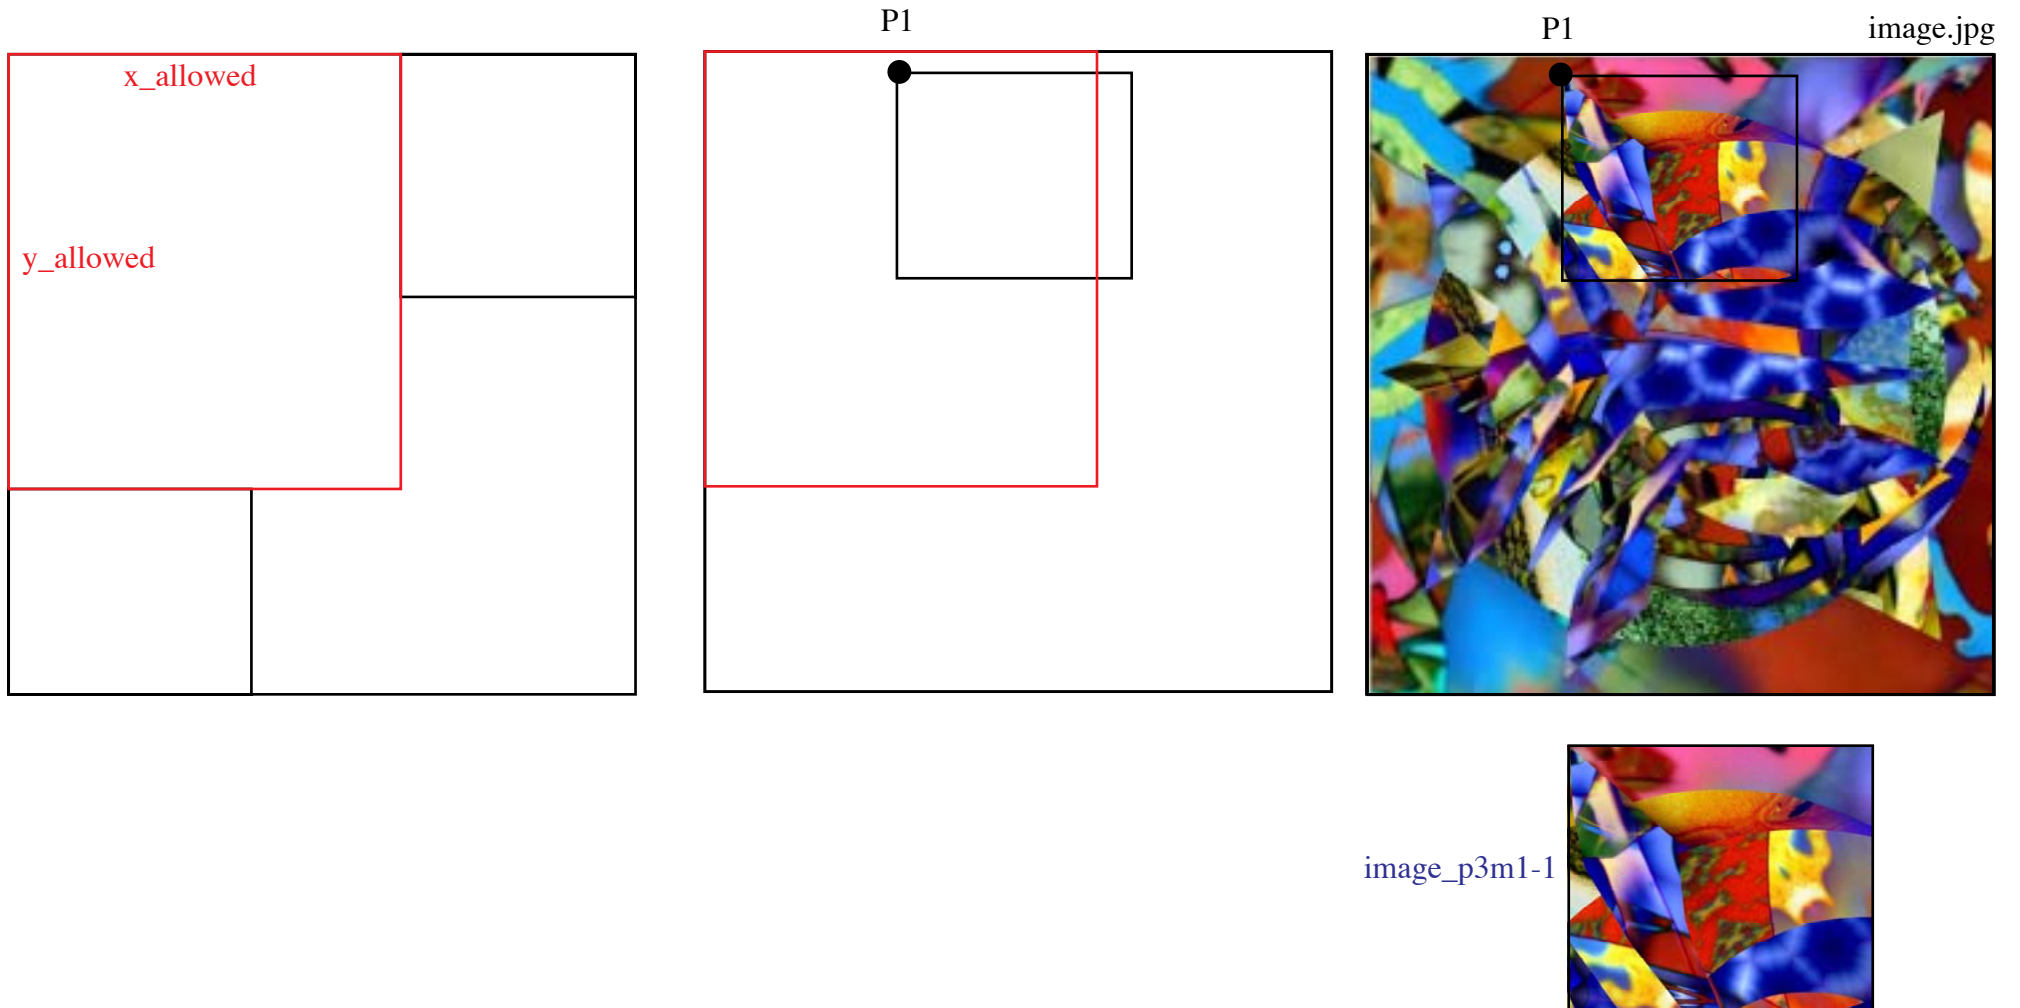 P1
P1
image.jpg
x_allowed
y_allowed
image_p3m1-1